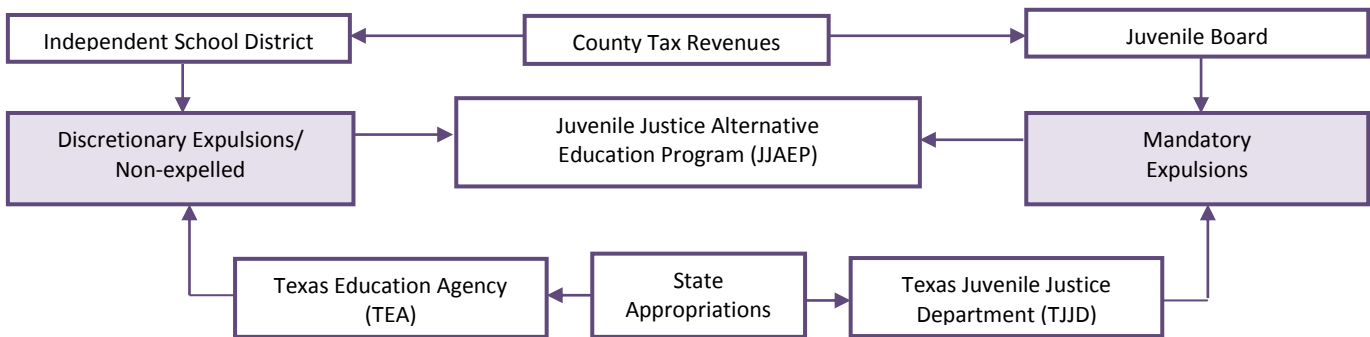 Independent School District
County Tax Revenues
Juvenile Board
Discretionary Expulsions/
Non-expelled
Juvenile Justice Alternative
Education Program (JJAEP)
Mandatory
Expulsions
Texas Education Agency
(TEA)
State
Appropriations
Texas Juvenile Justice
Department (TJJD)